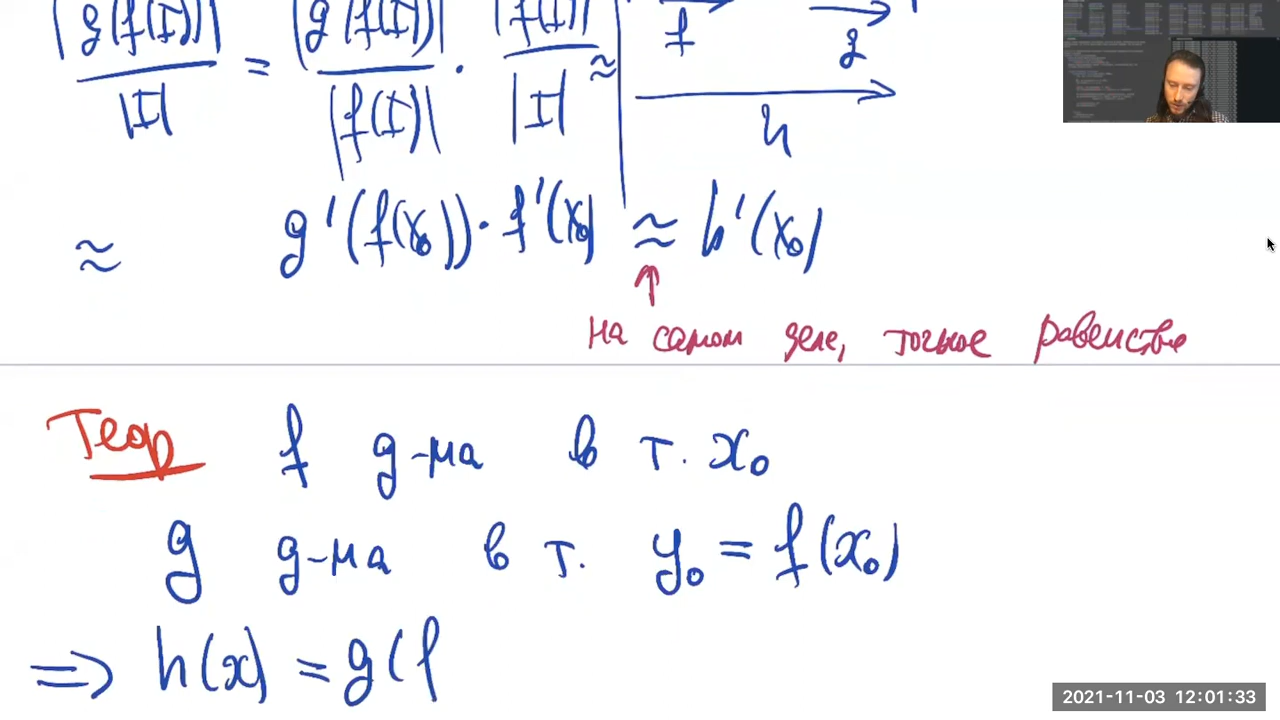 |g(f(I))| / |I| = |g(f(I))| / |f(I)| · |f(I)| / |I| ≈
f g
h
≈ g'(f(x₀))·f'(x₀) ≈ h'(x₀)
↑
на самом деле, точное равенство
Теор f д-ма в т. x₀
g д-ма в т. y₀ = f(x₀)
⇒ h(x) = g(f
2021-11-03 12:01:33